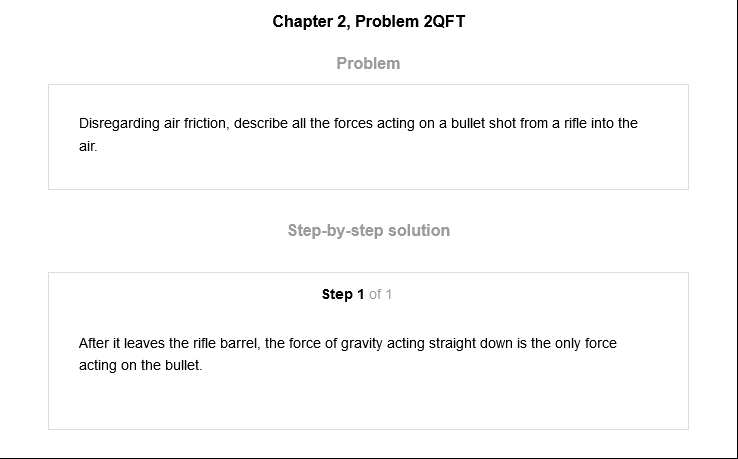 Chapter 2, Problem 2QFT
Problem
Disregarding air friction, describe all the forces acting on a bullet shot from a rifle into the
air.
Step-by-step solution
Step 1 of 1
After it leaves the rifle barrel, the force of gravity acting straight down is the only force
acting on the bullet.